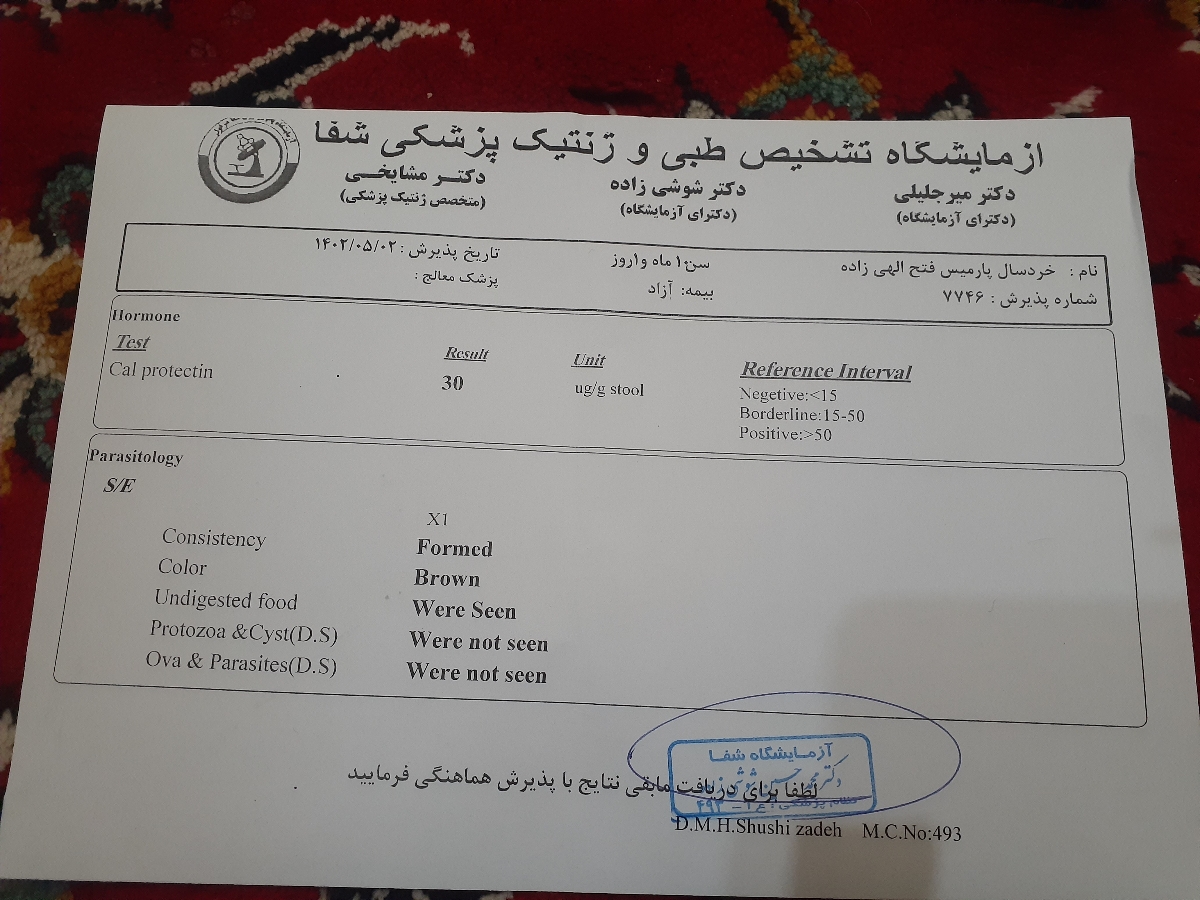 آزمایشگاه تشخیص طبی و ژنتیک پزشکی شفا
دکتر میرجلیلی دکتر شوشی زاده دکتر مشایخی
(دکترای آزمایشگاه) (دکترای آزمایشگاه) (متخصص ژنتیک پزشکی)
نام : خردسال پارمیس فتح الهی زاده سن:۱۰ ماه و۱روز تاریخ پذیرش : ۱۴۰۲/۰۵/۰۲
شماره پذیرش : ۷۷۴۶ بیمه: آزاد پزشک معالج :
Hormone
Test Result Unit Reference Interval
Cal protectin 30 ug/g stool Negetive:<15
Borderline:15-50
Positive:>50
Parasitology
S/E
X1
Consistency Formed
Color Brown
Undigested food Were Seen
Protozoa &Cyst(D.S) Were not seen
Ova & Parasites(D.S) Were not seen
آزمایشگاه شفا
لطفا برای دریافت مابقی نتایج با پذیرش هماهنگی فرمایید
D.M.H.Shushi zadeh M.C.No:493